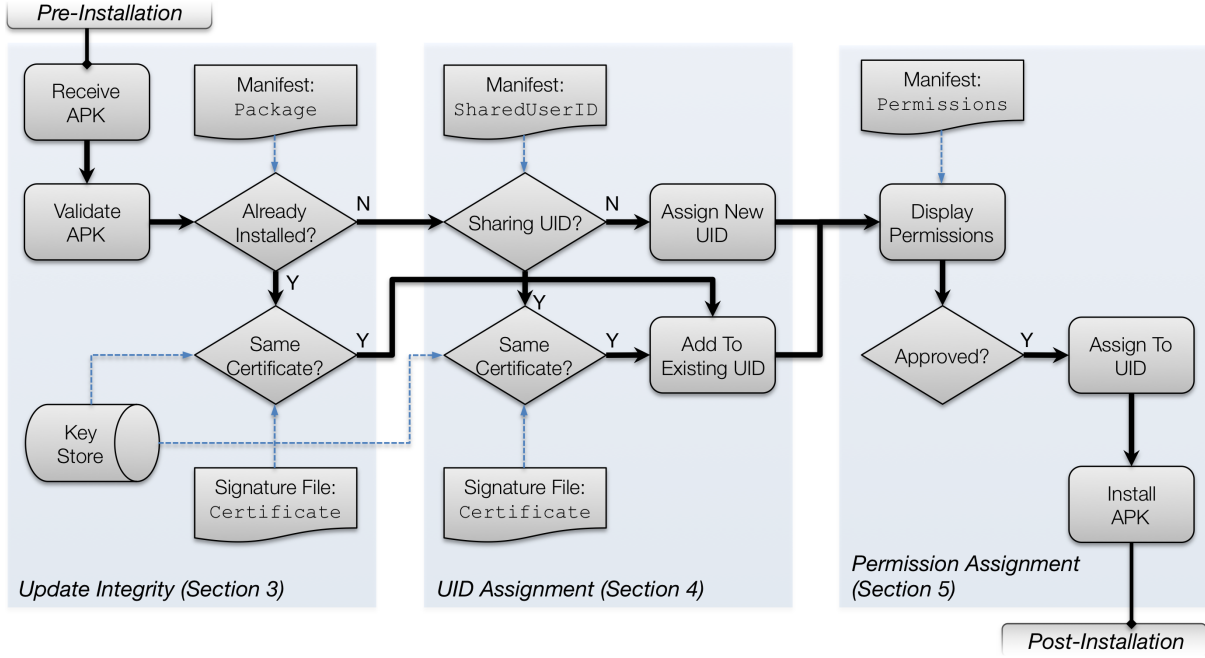 Pre-Installation
Receive
APK
Validate
APK
Manifest:
Package
Already
Installed?
N
Y
Same
Certificate?
Y
Key
Store
Signature File:
Certificate
Update Integrity (Section 3)
Manifest:
SharedUserID
Sharing UID?
N
Y
Assign New
UID
Same
Certificate?
Y
Add To
Existing UID
Signature File:
Certificate
UID Assignment (Section 4)
Manifest:
Permissions
Display
Permissions
Approved?
Y
Assign To
UID
Install
APK
Permission Assignment
(Section 5)
Post-Installation